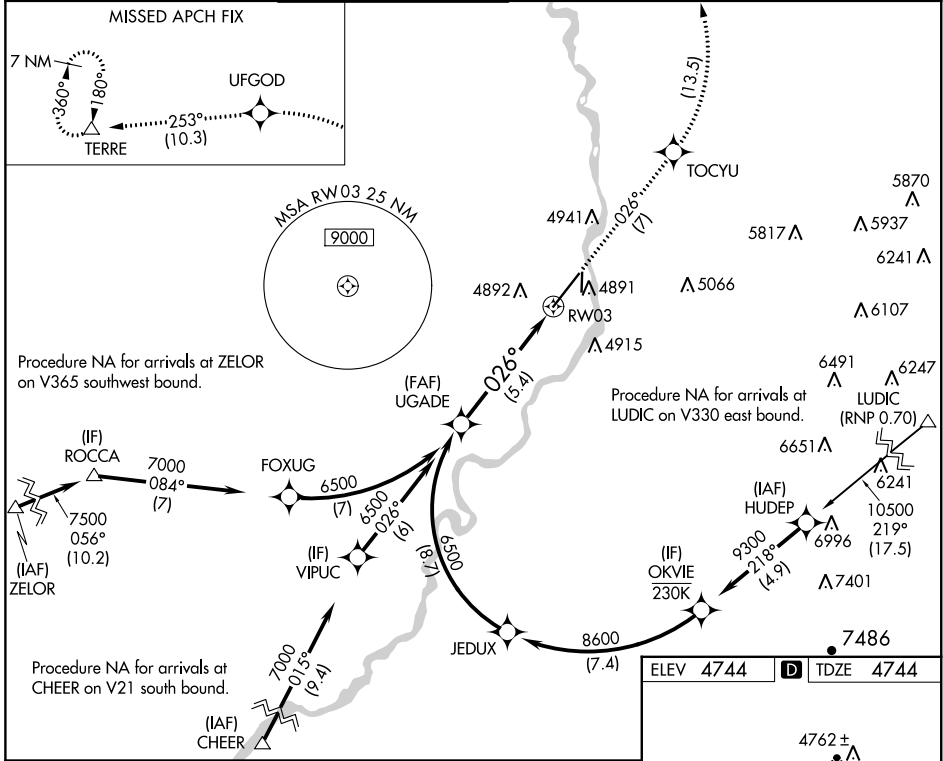 MISSED APCH FIX
7 NM
360°
180°
TERRE
253°
(10.3)
UFGOD
(13.5)
TOCYU
026°
(7)
MSA RW03 25 NM
9000
4941
5870
5937
5817
6241
4892
4891
5066
RW03
6107
4915
Procedure NA for arrivals at ZELOR
on V365 southwest bound.
(FAF)
UGADE
026°
(5.4)
6491
6247
Procedure NA for arrivals at
LUDIC on V330 east bound.
LUDIC
(RNP 0.70)
6651
6241
(IF)
ROCCA
7000
084°
(7)
FOXUG
6500
(7)
6500
026°
(6)
(IF)
VIPUC
6500
(8.7)
7500
056°
(10.2)
(IAF)
ZELOR
(IAF)
HUDEP
6996
10500
219°
(17.5)
9300
218°
(4.9)
(IF)
OKVIE
230K
7401
JEDUX
8600
(7.4)
7486
Procedure NA for arrivals at
CHEER on V21 south bound.
7000
015°
(9.4)
(IAF)
CHEER
ELEV 4744
D
TDZE 4744
4762 ±